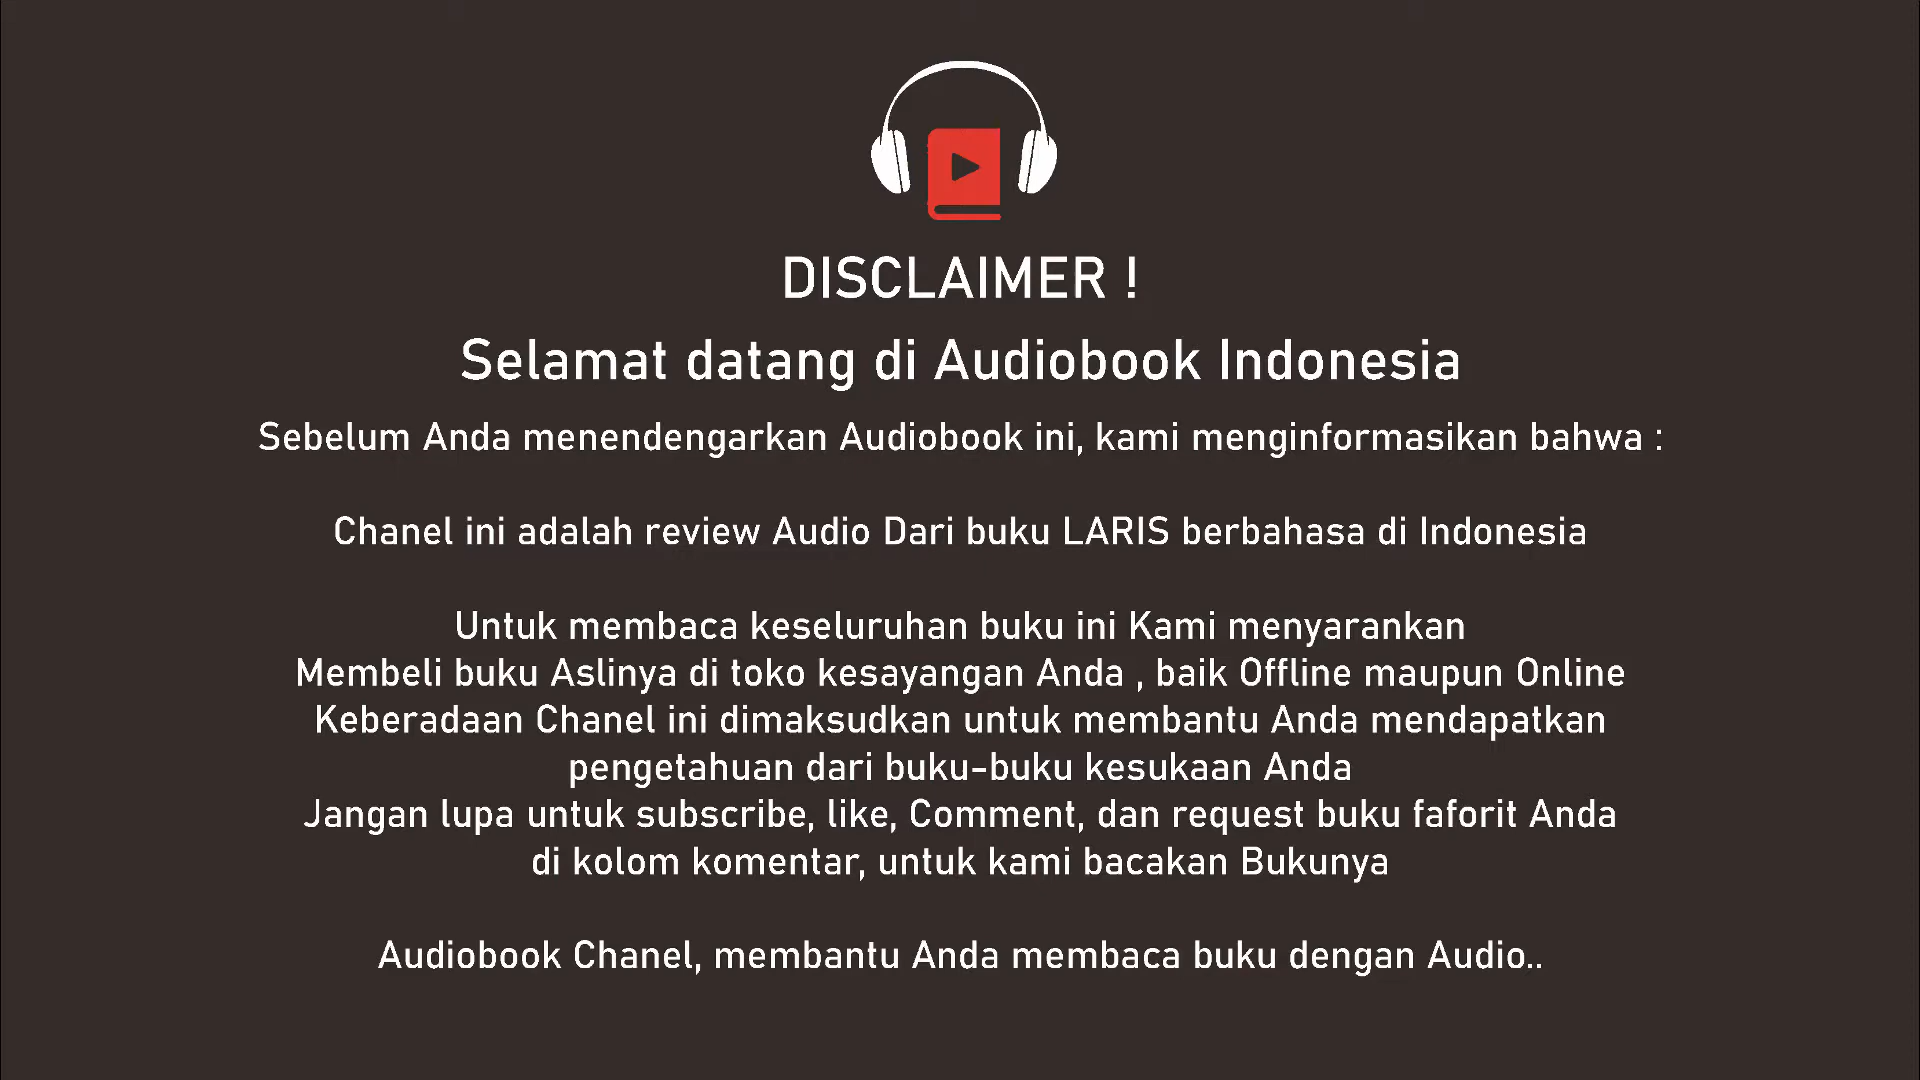 DISCLAIMER !
Selamat datang di Audiobook Indonesia
Sebelum Anda menendengarkan Audiobook ini, kami menginformasikan bahwa :
Chanel ini adalah review Audio Dari buku LARIS berbahasa di Indonesia
Untuk membaca keseluruhan buku ini Kami menyarankan
Membeli buku Aslinya di toko kesayangan Anda , baik Offline maupun Online
Keberadaan Chanel ini dimaksudkan untuk membantu Anda mendapatkan
pengetahuan dari buku-buku kesukaan Anda
Jangan lupa untuk subscribe, like, Comment, dan request buku faforit Anda
di kolom komentar, untuk kami bacakan Bukunya
Audiobook Chanel, membantu Anda membaca buku dengan Audio..